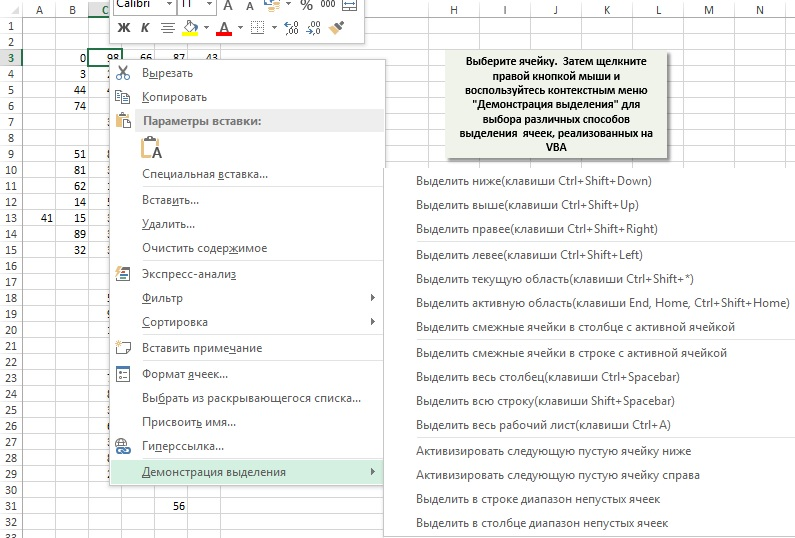 Calibri 11 A A % 000
Ж К A ,00 ,0
A B C H I J K L M N
1
2
3 0 98 66 87 43
4 3
5 44
6 74
7
8
9 51
10 81
11 62
12 14
13 41 15
14 89
15 32
16
17
18
19
20
22
23
24
25
26
27
28
29
30
31 56
32
33
Вырезать
Копировать
Параметры вставки:
A
Специальная вставка...
Вставить...
Удалить...
Очистить содержимое
Экспресс-анализ
Фильтр
Сортировка
Вставить примечание
Формат ячеек...
Выбрать из раскрывающегося списка...
Присвоить имя...
Гиперссылка...
Демонстрация выделения
Выберите ячейку. Затем щелкните
правой кнопкой мыши и
воспользуйтесь контекстным меню
"Демонстрация выделения" для
выбора различных способов
выделения ячеек, реализованных на
VBA
Выделить ниже(клавиши Ctrl+Shift+Down)
Выделить выше(клавиши Ctrl+Shift+Up)
Выделить правее(клавиши Ctrl+Shift+Right)
Выделить левее(клавиши Ctrl+Shift+Left)
Выделить текущую область(клавиши Ctrl+Shift+*)
Выделить активную область(клавиши End, Home, Ctrl+Shift+Home)
Выделить смежные ячейки в столбце с активной ячейкой
Выделить смежные ячейки в строке с активной ячейкой
Выделить весь столбец(клавиши Ctrl+Spacebar)
Выделить всю строку(клавиши Shift+Spacebar)
Выделить весь рабочий лист(клавиши Ctrl+A)
Активизировать следующую пустую ячейку ниже
Активизировать следующую пустую ячейку справа
Выделить в строке диапазон непустых ячеек
Выделить в столбце диапазон непустых ячеек